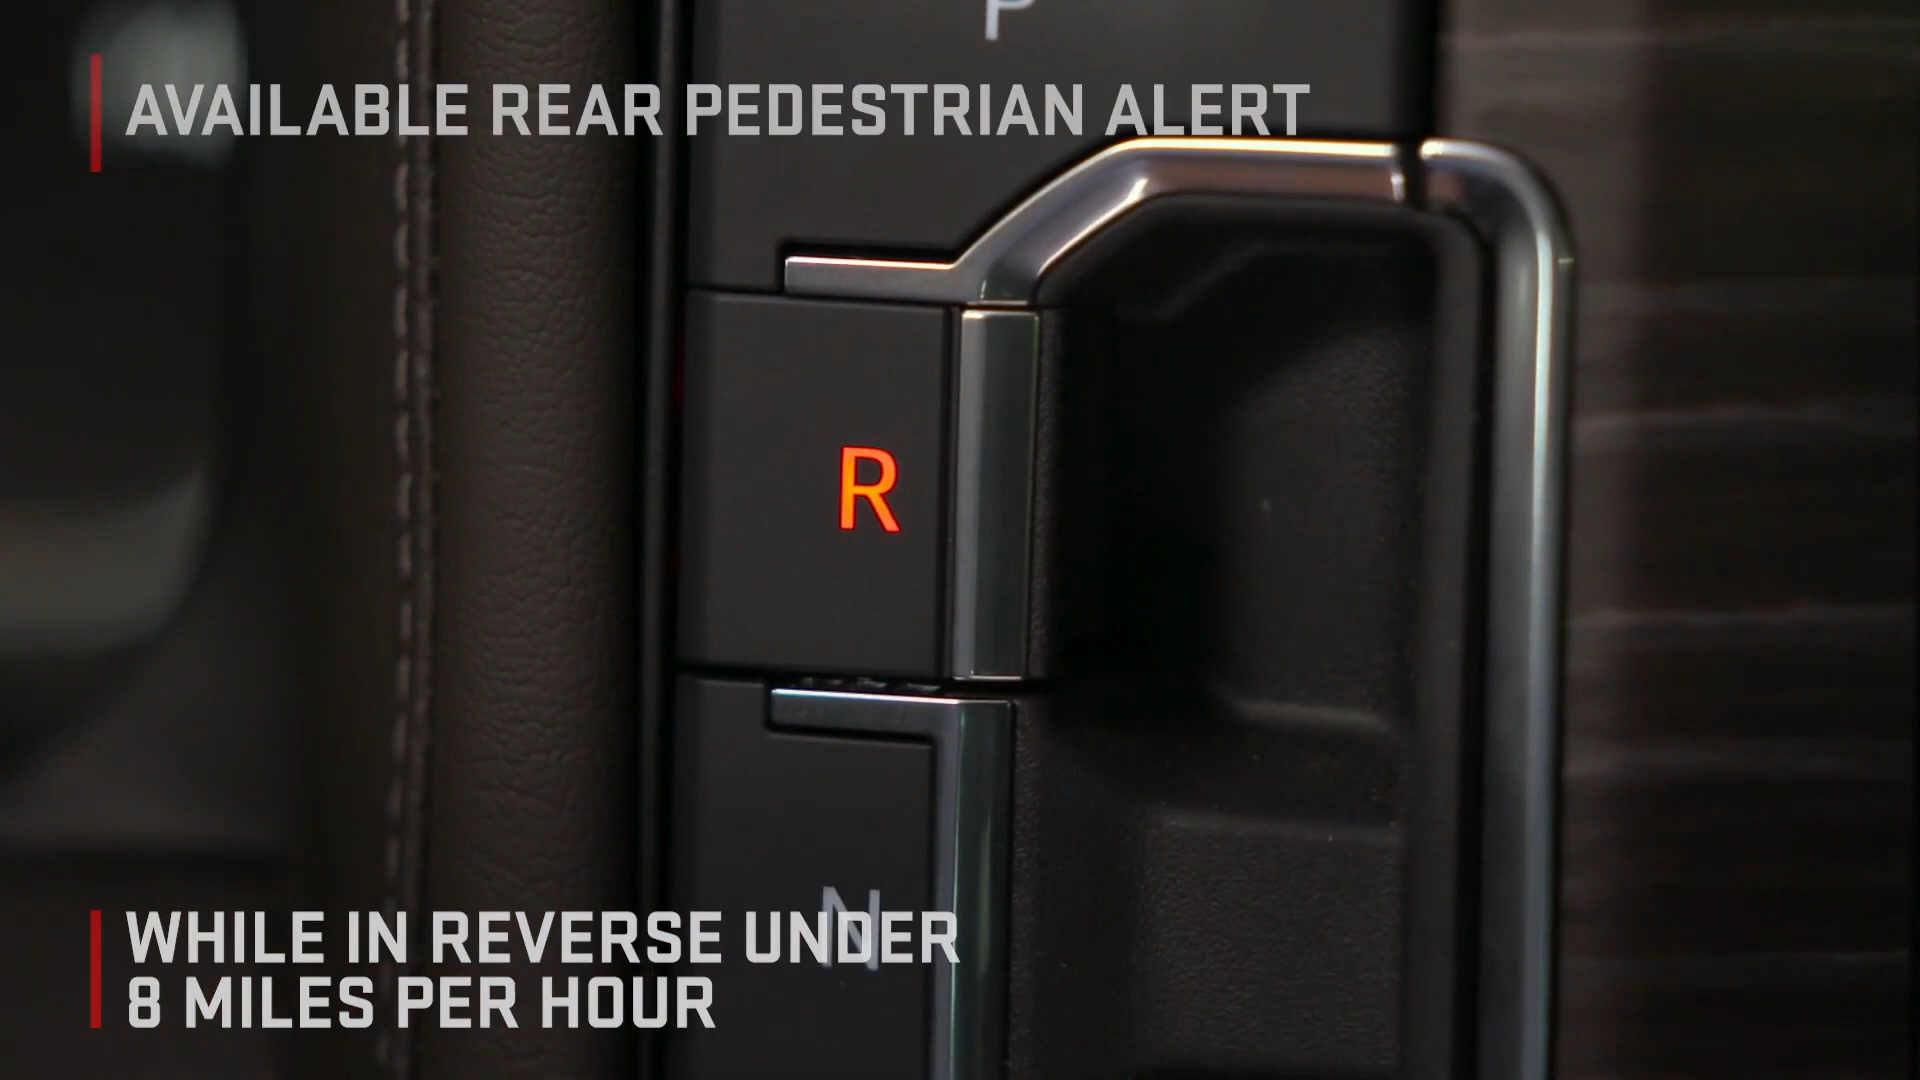 P
AVAILABLE REAR PEDESTRIAN ALERT
R
N
WHILE IN REVERSE UNDER
8 MILES PER HOUR